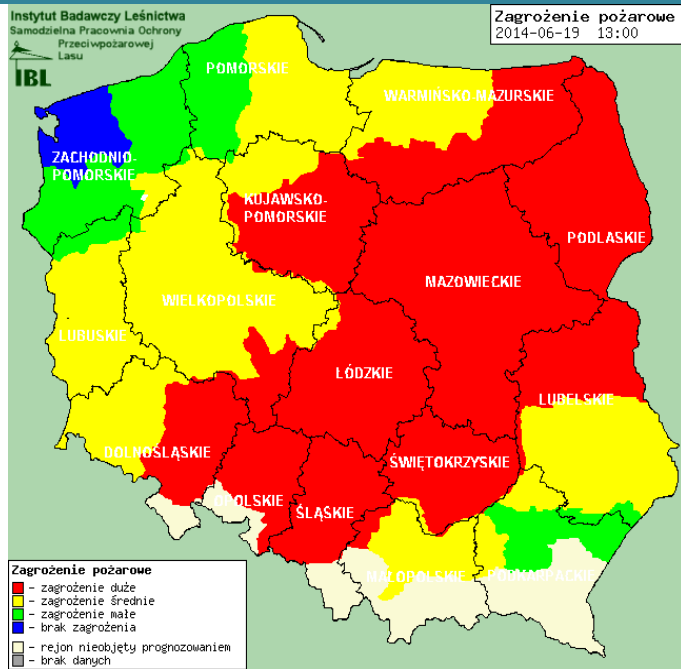 Instytut Badawczy Leśnictwa
Samodzielna Pracownia Ochrony
Przeciwpożarowej
Lasu
IBL
Zagrożenie pożarowe
2014-06-19 13:00
POMORSKIE
WARMIŃSKO-MAZURSKIE
ZACHODNIO-
POMORSKIE
KUJAWSKO-
POMORSKIE
PODLASKIE
MAZOWIECKIE
WIELKOPOLSKIE
LUBUSKIE
ŁÓDZKIE
LUBELSKIE
DOLNOŚLĄSKIE
ŚWIĘTOKRZYSKIE
OPOLSKIE
ŚLĄSKIE
MAŁOPOLSKIE
PODKARPACKIE
Zagrożenie pożarowe
- zagrożenie duże
- zagrożenie średnie
- zagrożenie małe
- brak zagrożenia
- rejon nieobjęty prognozowaniem
- brak danych